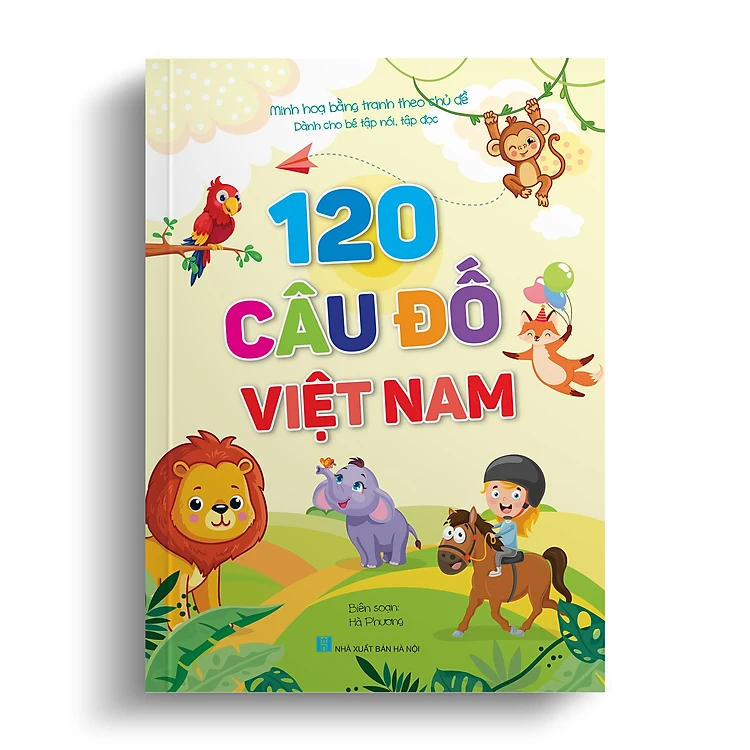 Minh hoạ bằng tranh theo chủ đề
Dành cho bé tập nói, tập đọc
120
CÂU ĐỐ
VIỆT NAM
Biên soạn:
Hà Phương
NHÀ XUẤT BẢN HÀ NỘI